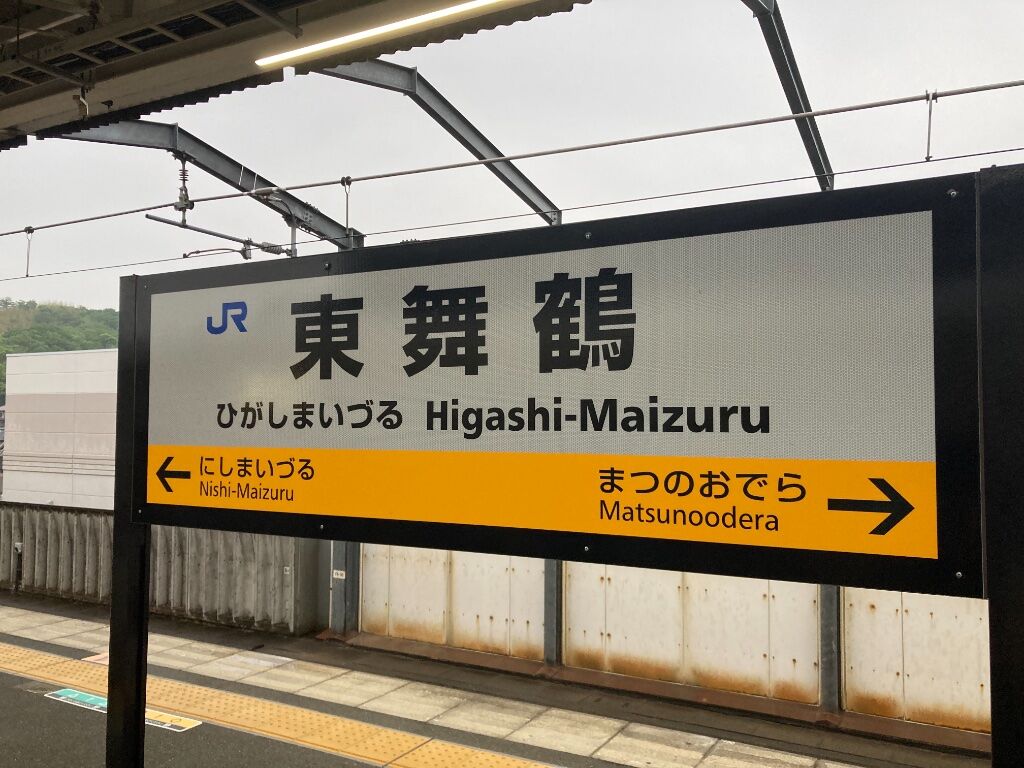 JR 東舞鶴
ひがしまいづる Higashi-Maizuru
← にしまいづる
Nishi-Maizuru
まつのおでら →
Matsunoodera